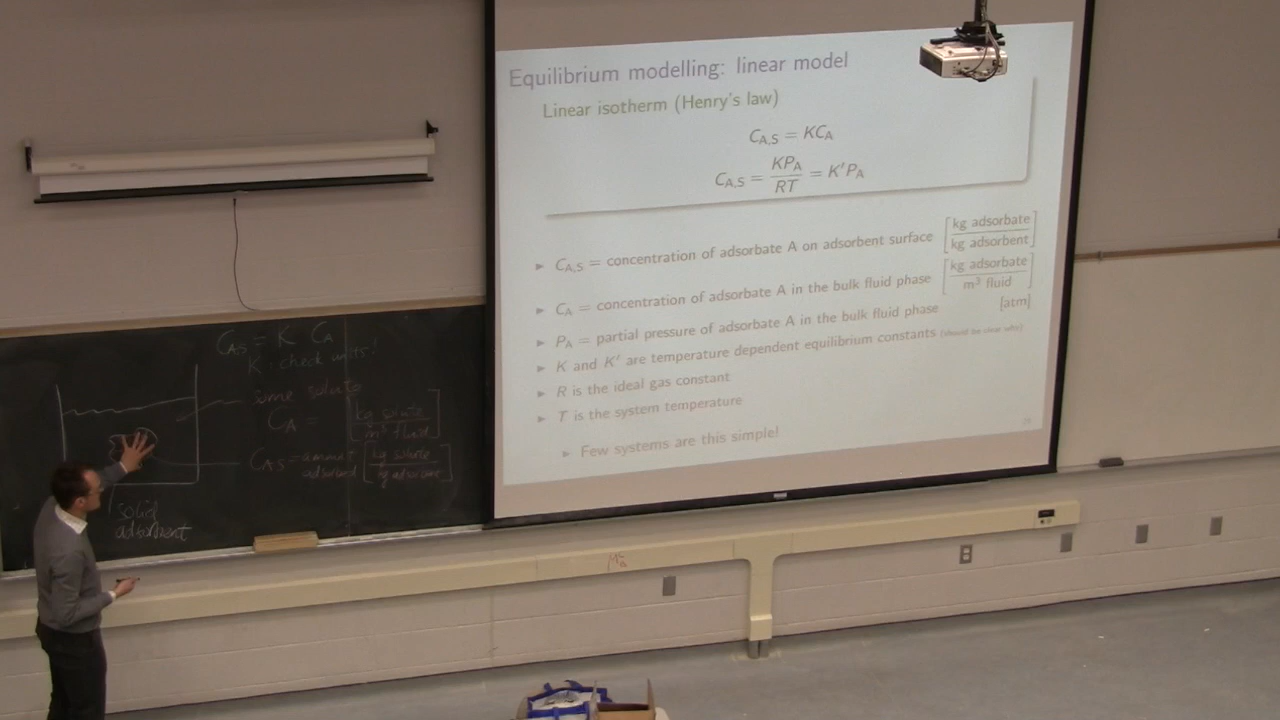 Equilibrium modelling: linear model
Linear isotherm (Henry's law)
C_A,S = KC_A
C_A,S = KP_A / RT = K′P_A
► C_A,S = concentration of adsorbate A on adsorbent surface [kg adsorbate / kg adsorbent]
► C_A = concentration of adsorbate A in the bulk fluid phase [kg adsorbate / m³ fluid]
► P_A = partial pressure of adsorbate A in the bulk fluid phase [atm]
► K and K′ are temperature dependent equilibrium constants
► R is the ideal gas constant
► T is the system temperature
► Few systems are this simple!
C_AS = K C_A
K: check units!
some solute
C_A = [kg solute / m³ fluid]
C_AS = amount adsorbed [kg solute / kg adsorbent]
solid
adsorbent